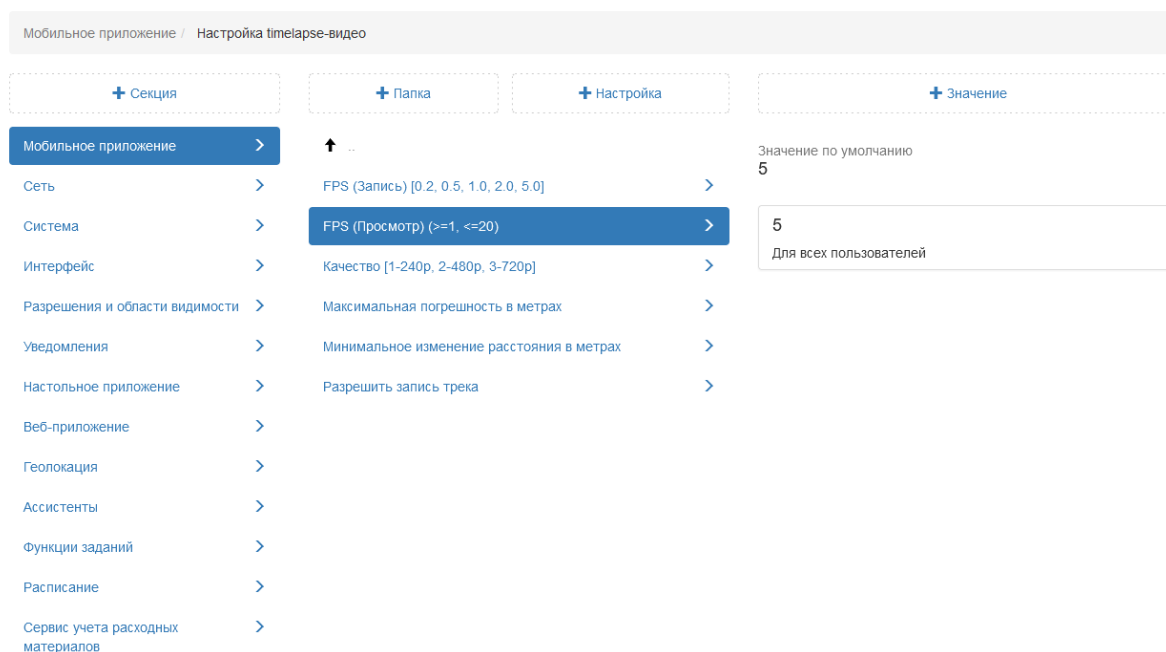 Мобильное приложение / Настройка timelapse-видео
+ Секция
+ Папка
+ Настройка
+ Значение
Мобильное приложение
Сеть
Система
Интерфейс
Разрешения и области видимости
Уведомления
Настольное приложение
Веб-приложение
Геолокация
Ассистенты
Функции заданий
Расписание
Сервис учета расходных
материалов
..
FPS (Запись) [0.2, 0.5, 1.0, 2.0, 5.0]
FPS (Просмотр) (>=1, <=20)
Качество [1-240p, 2-480p, 3-720p]
Максимальная погрешность в метрах
Минимальное изменение расстояния в метрах
Разрешить запись трека
Значение по умолчанию
5
5
Для всех пользователей